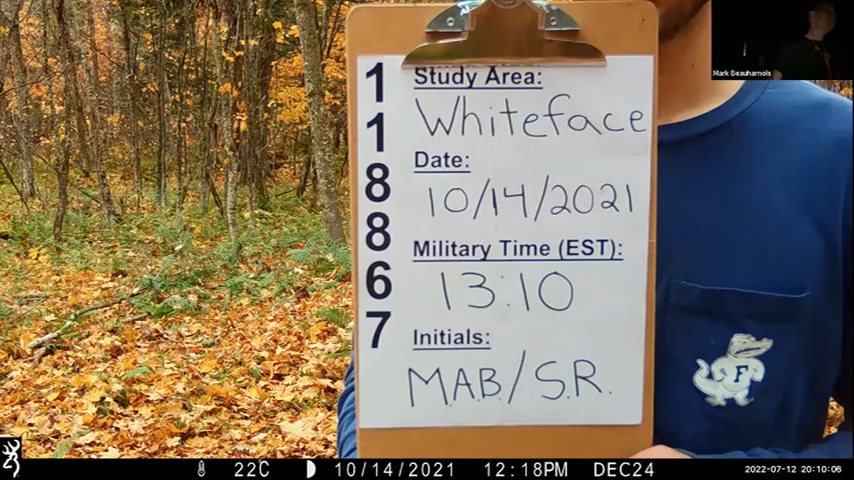 Mark Beauharnois
118867
Study Area:
Whiteface
Date:
10/14/2021
Military Time (EST):
13:10
Initials:
M.A.B./S.R.
F
22C 10/14/2021 12:18PM DEC24
2022-07-12 20:10:06